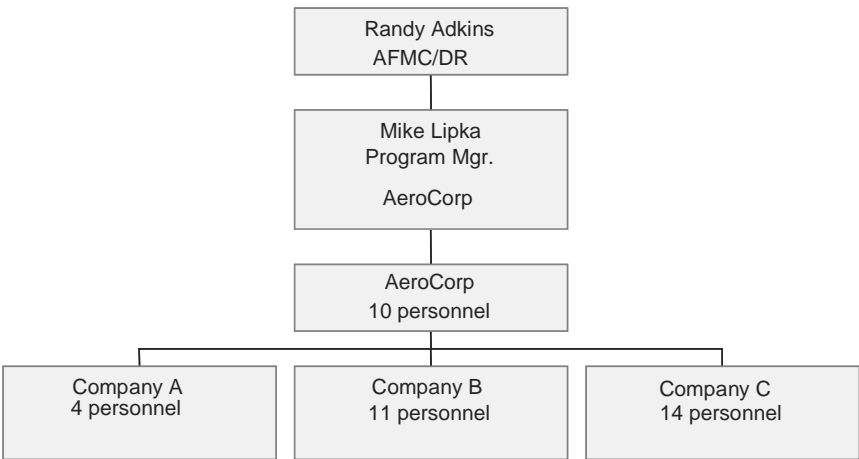 Randy Adkins
AFMC/DR
Mike Lipka
Program Mgr.
AeroCorp
AeroCorp
10 personnel
Company A
4 personnel
Company B
11 personnel
Company C
14 personnel